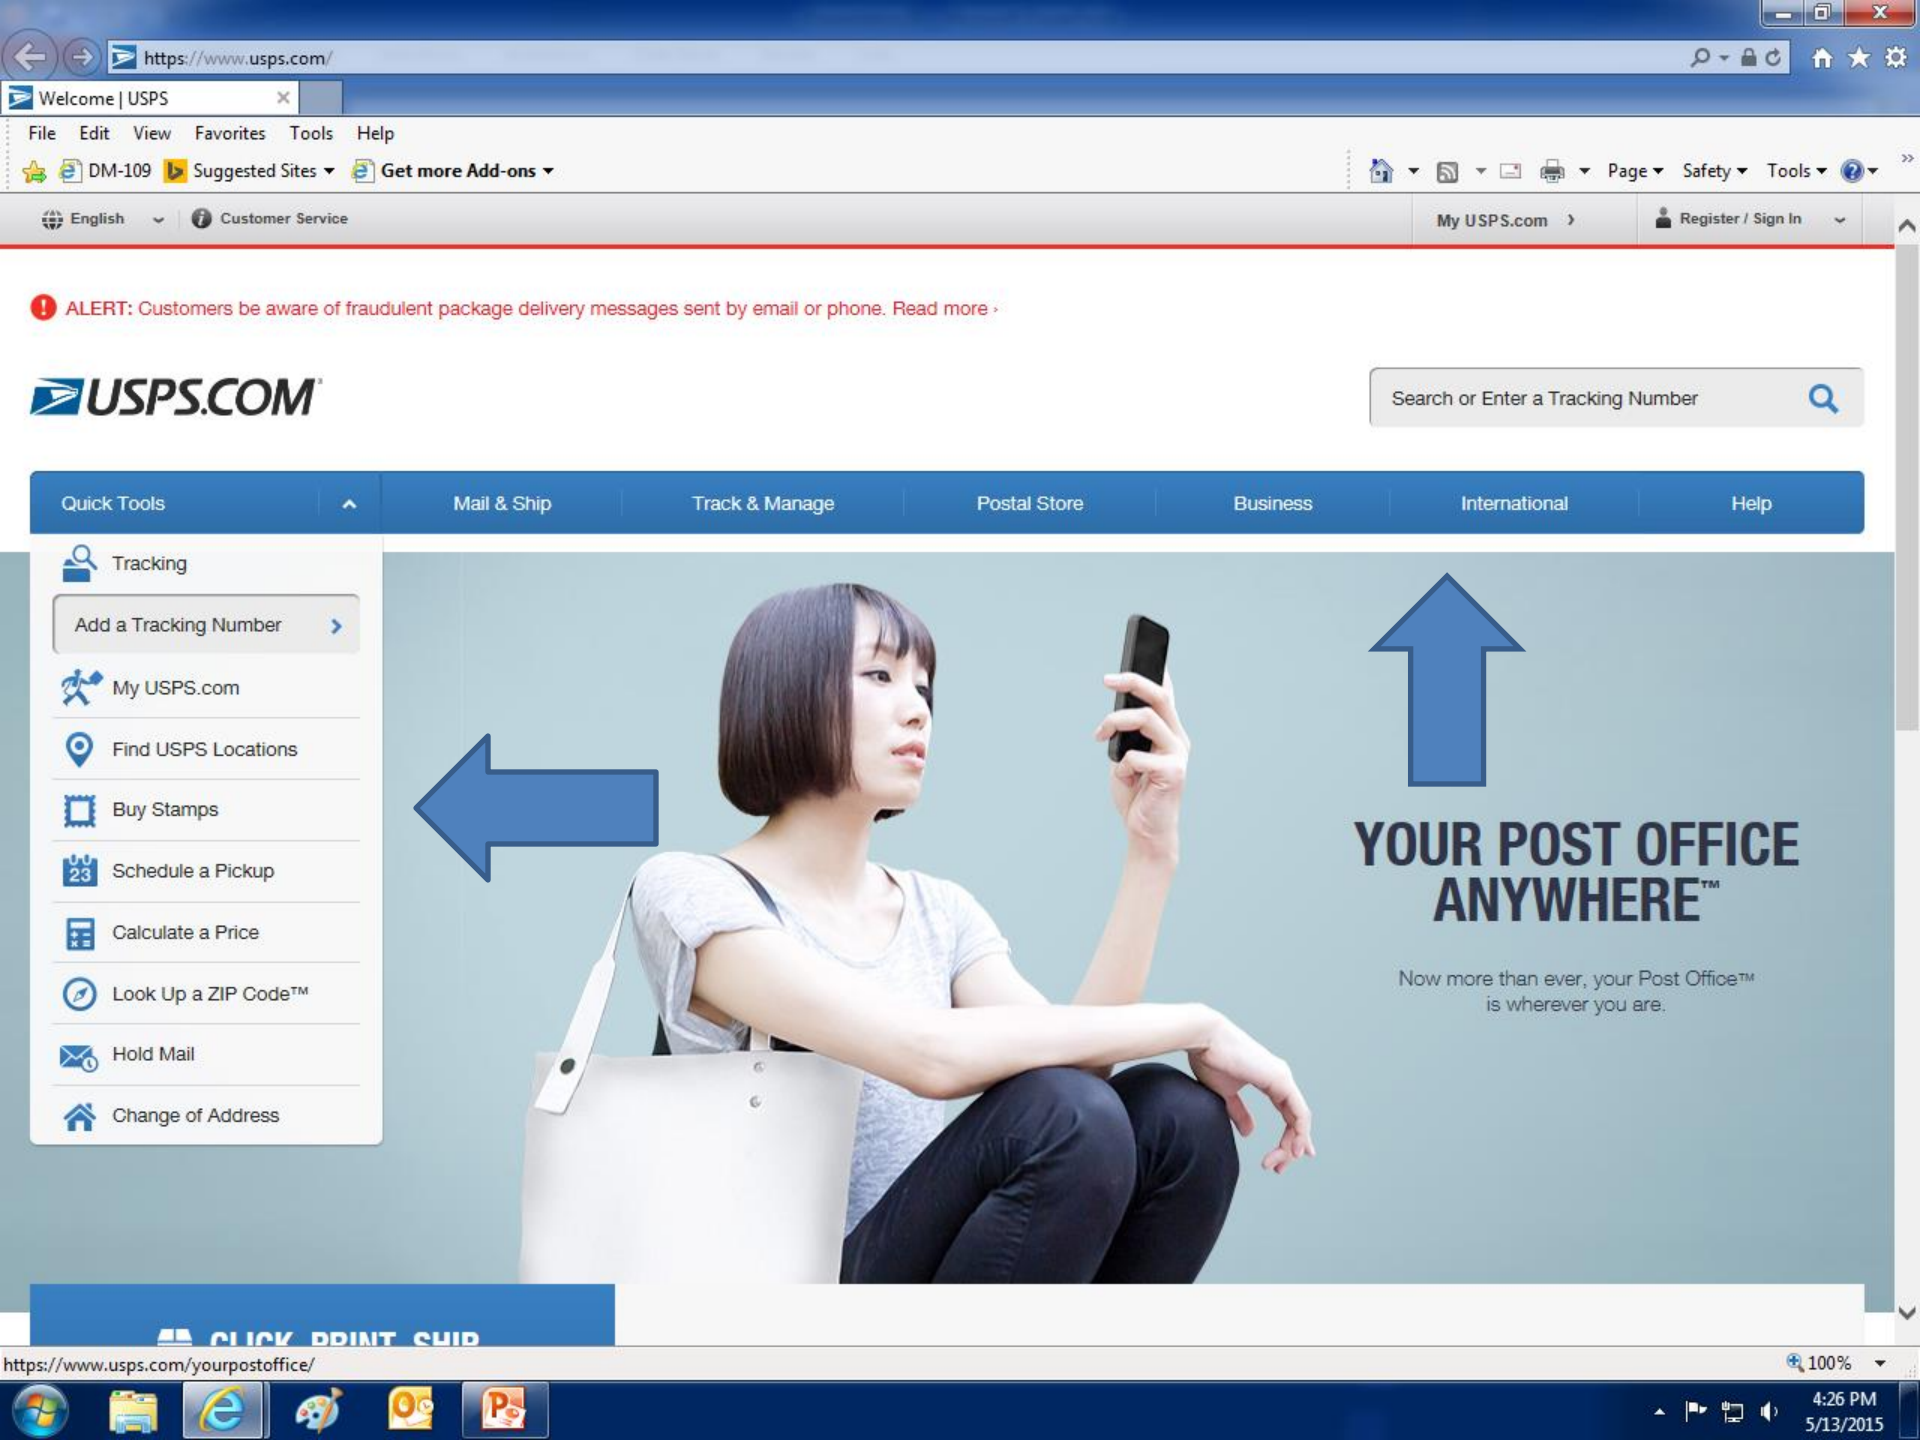 https://www.usps.com/
Welcome | USPS
File Edit View Favorites Tools Help
DM-109 Suggested Sites Get more Add-ons Page Safety Tools
English Customer Service My USPS.com Register / Sign In
ALERT: Customers be aware of fraudulent package delivery messages sent by email or phone. Read more ›
USPS.COM®
Search or Enter a Tracking Number
Quick Tools Mail & Ship Track & Manage Postal Store Business International Help
Tracking
Add a Tracking Number
My USPS.com
Find USPS Locations
Buy Stamps
23 Schedule a Pickup
Calculate a Price
Look Up a ZIP Code™
Hold Mail
Change of Address
YOUR POST OFFICE
ANYWHERE™
Now more than ever, your Post Office™
is wherever you are.
CLICK. PRINT. SHIP.
https://www.usps.com/yourpostoffice/
100%
4:26 PM
5/13/2015